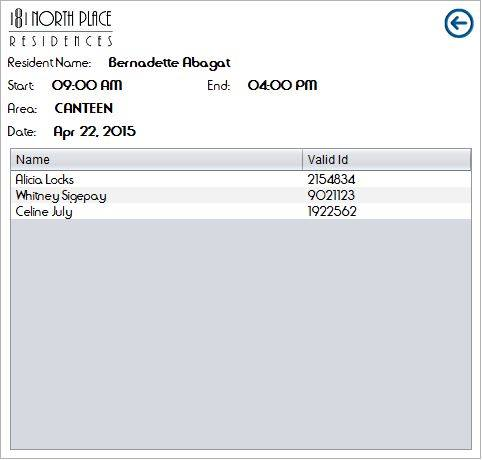 181 NORTH PLACE
RESIDENCES
Resident Name: Bernadette Abagat
Start: 09:00 AM End: 04:00 PM
Area: CANTEEN
Date: Apr 22, 2015
Name Valid Id
Alicia Locks 2154834
Whitney Sigepay 9021123
Celine July 1922562